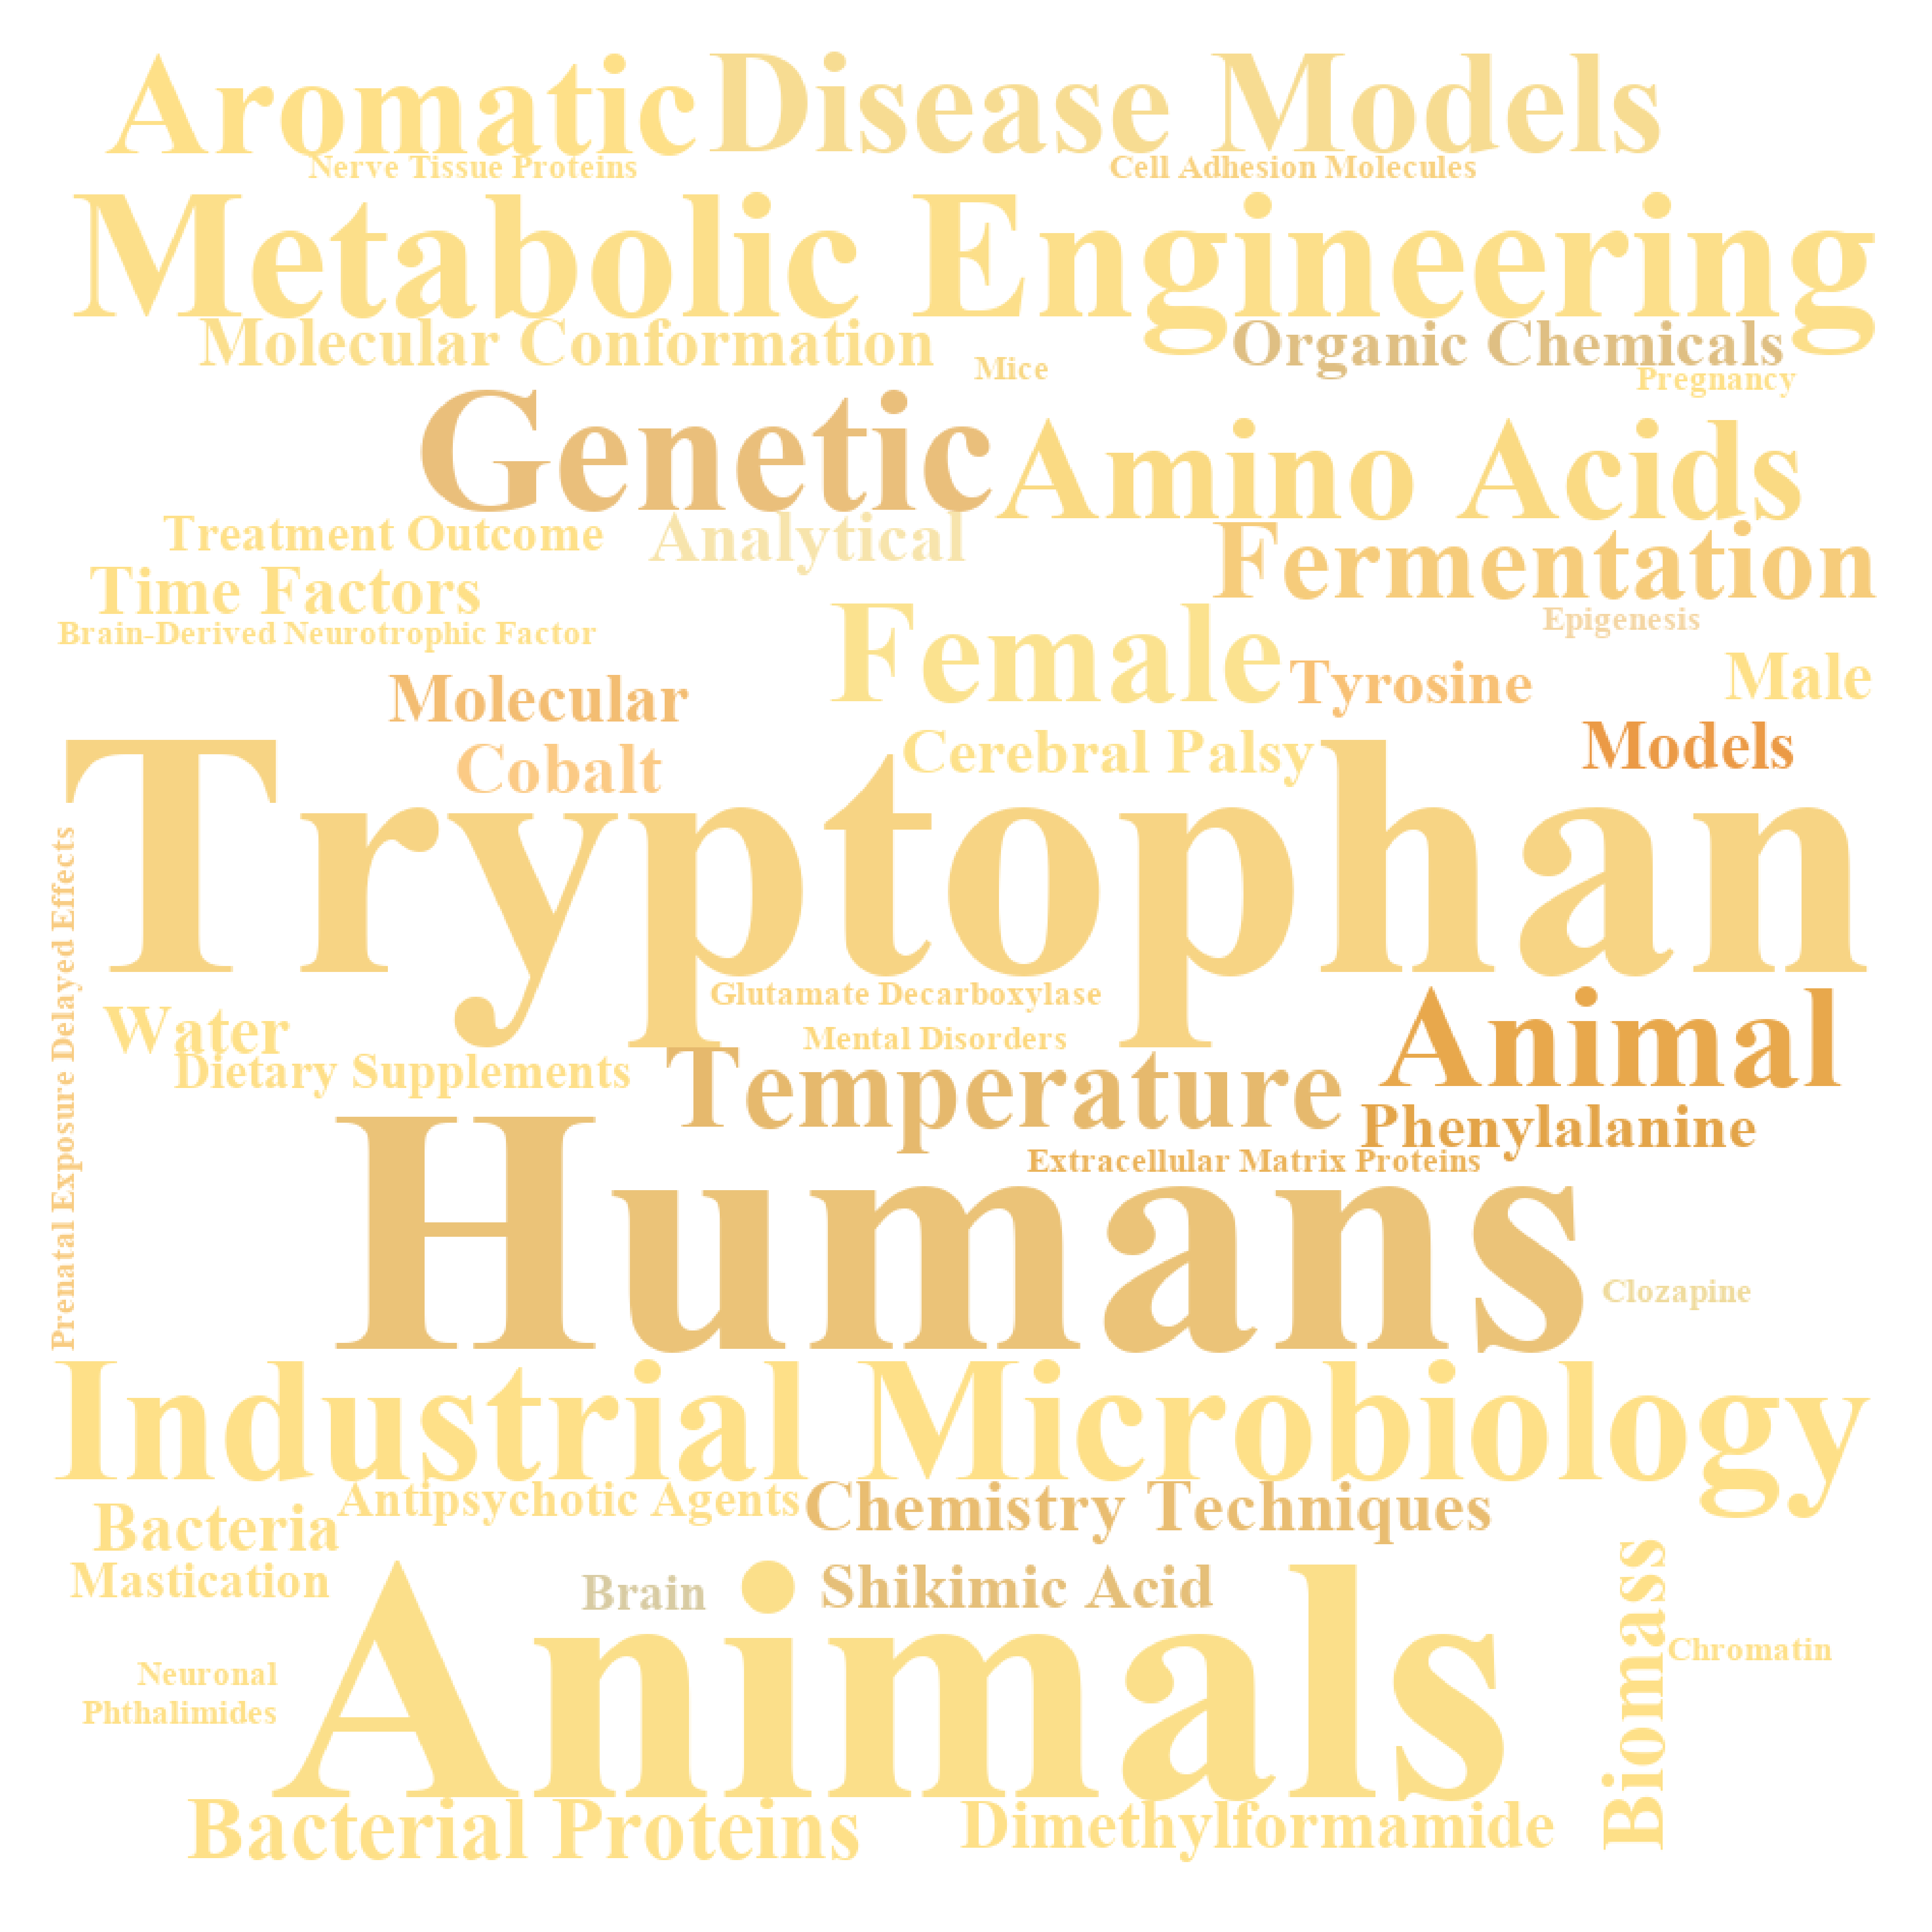 Aromatic
Disease Models
Nerve Tissue Proteins
Cell Adhesion Molecules
Metabolic Engineering
Molecular Conformation
Organic Chemicals
Mice
Pregnancy
Genetic
Amino Acids
Treatment Outcome
Analytical
Fermentation
Time Factors
Female
Epigenesis
Brain-Derived Neurotrophic Factor
Molecular
Tyrosine
Male
Cobalt
Cerebral Palsy
Models
Tryptophan
Prenatal Exposure Delayed Effects
Glutamate Decarboxylase
Water
Mental Disorders
Animal
Dietary Supplements
Temperature
Phenylalanine
Extracellular Matrix Proteins
Humans
Clozapine
Industrial Microbiology
Antipsychotic Agents
Chemistry Techniques
Bacteria
Mastication
Brain
Shikimic Acid
Biomass
Chromatin
Neuronal
Phthalimides
Animals
Bacterial Proteins
Dimethylformamide